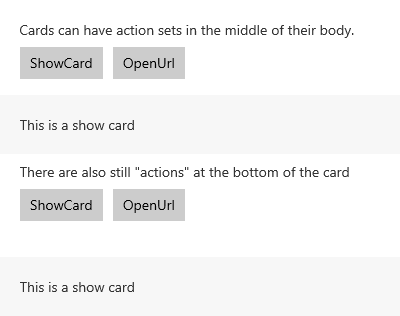 Cards can have action sets in the middle of their body.
ShowCard OpenUrl
This is a show card
There are also still "actions" at the bottom of the card
ShowCard OpenUrl
This is a show card